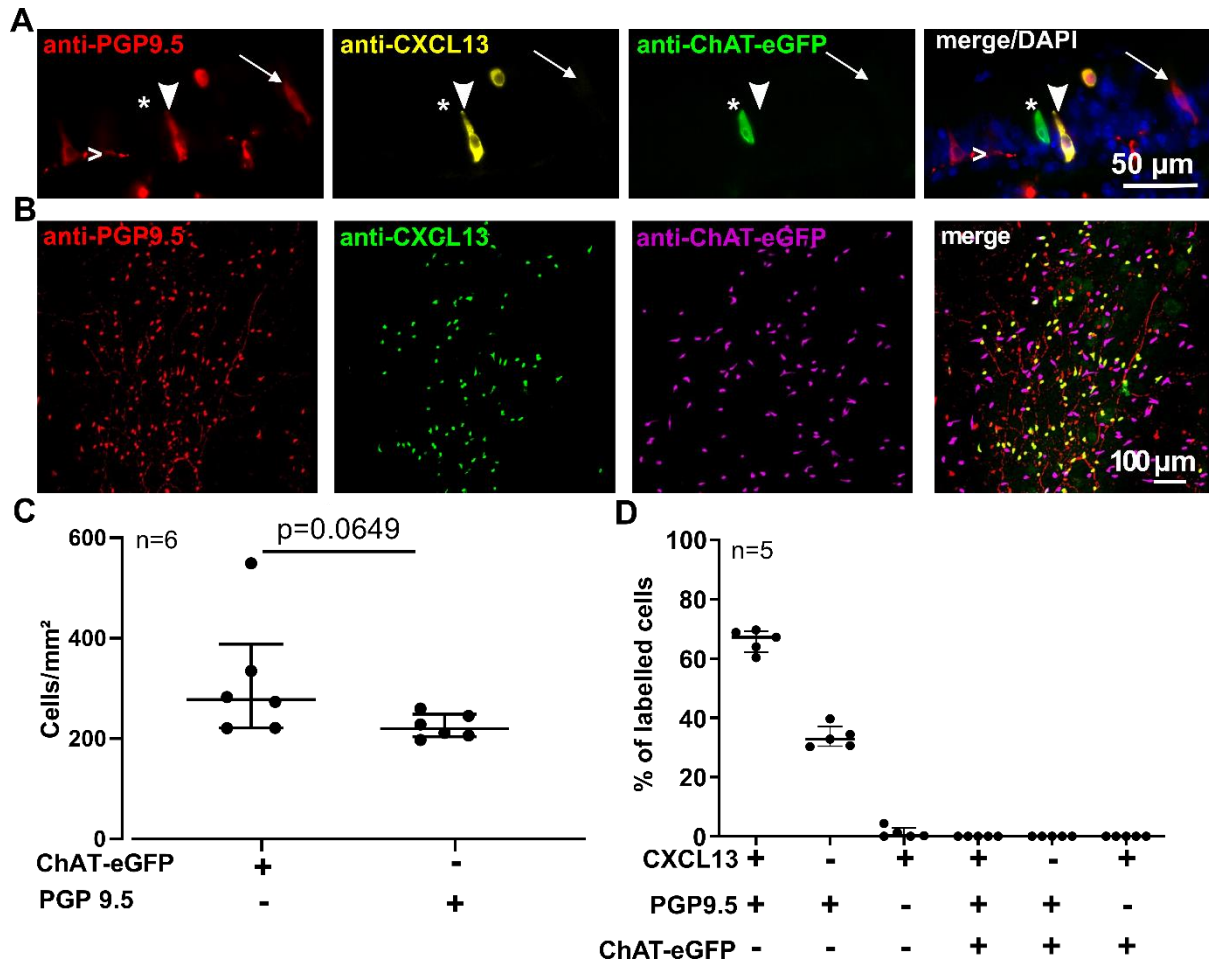 A
anti-PGP9.5 anti-CXCL13 anti-ChAT-eGFP merge/DAPI
* * * *
> >
50 µm
B
anti-PGP9.5 anti-CXCL13 anti-ChAT-eGFP merge
100 µm
C
n=6 p=0.0649
600
400
200
0
Cells/mm²
ChAT-eGFP + -
PGP 9.5 - +
D
n=5
100
80
60
40
20
0
% of labelled cells
CXCL13 + - + + - +
PGP9.5 + + - + + -
ChAT-eGFP - - - + + +